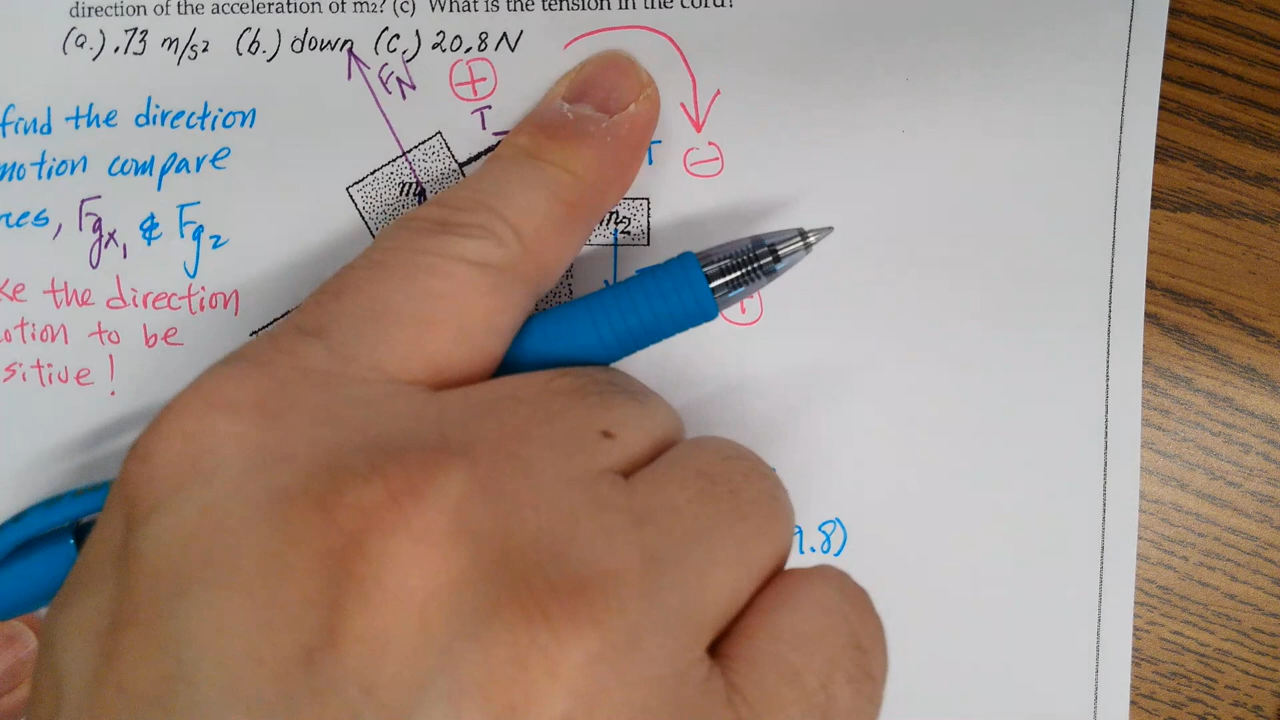 direction of the acceleration of m2? (c) What is the tension in the cord?
(a.) .73 m/s2 (b.) down (c.) 20.8 N
FN
+
T
T
−
find the direction
motion compare
Fgx1 & Fg2
m2
the direction
to be
+
!
9.8)